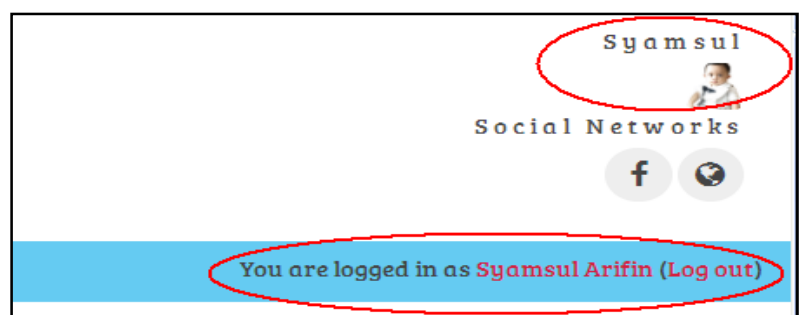 Syamsul
Social Networks
You are logged in as Syamsul Arifin (Log out)